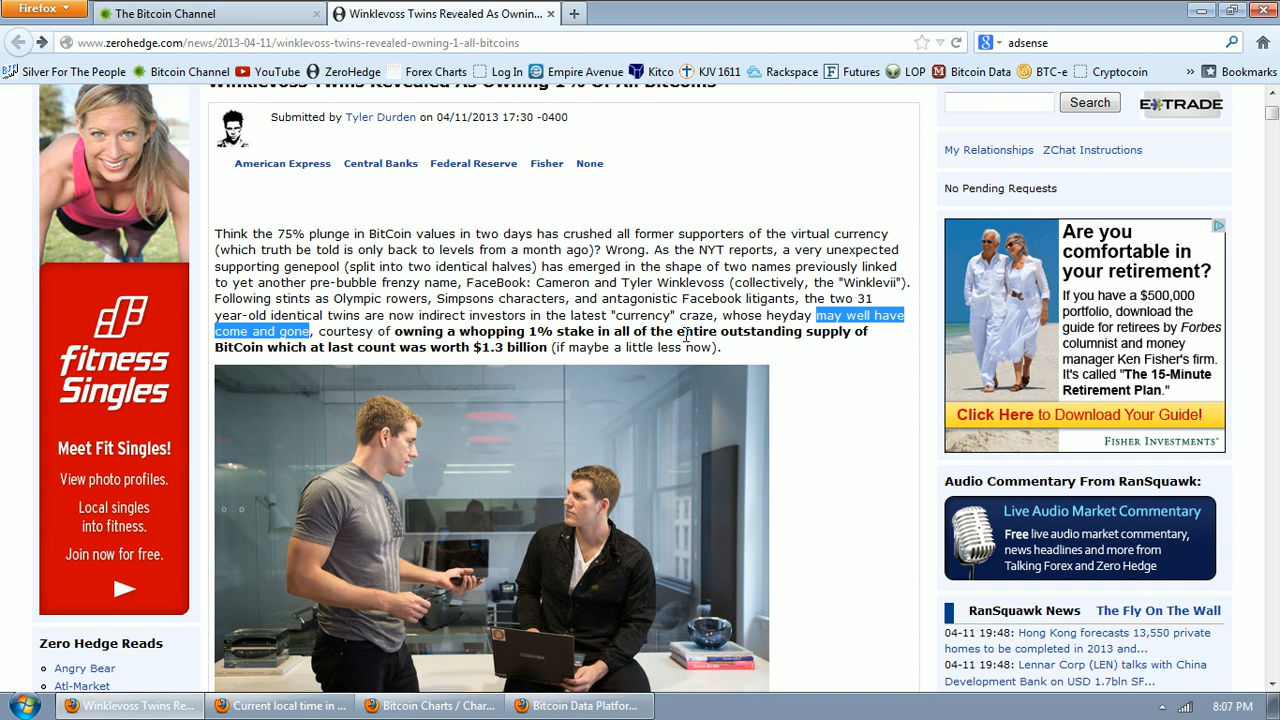 Firefox
The Bitcoin Channel
Winklevoss Twins Revealed As Ownin...
www.zerohedge.com/news/2013-04-11/winklevoss-twins-revealed-owning-1-all-bitcoins
adsense
Silver For The People
Bitcoin Channel
YouTube
ZeroHedge
Forex Charts
Log In
Empire Avenue
Kitco
KJV 1611
Rackspace
Futures
LOP
Bitcoin Data
BTC-e
Cryptocoin
»
Bookmarks
Winklevoss Twins Revealed As Owning 1% Of All BitCoins
Submitted by Tyler Durden on 04/11/2013 17:30 -0400
American Express Central Banks Federal Reserve Fisher None
Think the 75% plunge in BitCoin values in two days has crushed all former supporters of the virtual currency
(which truth be told is only back to levels from a month ago)? Wrong. As the NYT reports, a very unexpected
supporting genepool (split into two identical halves) has emerged in the shape of two names previously linked
to yet another pre-bubble frenzy name, FaceBook: Cameron and Tyler Winklevoss (collectively, the "Winklevii").
Following stints as Olympic rowers, Simpsons characters, and antagonistic Facebook litigants, the two 31
year-old identical twins are now indirect investors in the latest "currency" craze, whose heyday may well have
come and gone, courtesy of owning a whopping 1% stake in all of the entire outstanding supply of
BitCoin which at last count was worth $1.3 billion (if maybe a little less now).
TOSHIBA
fitness
Singles
Meet Fit Singles!
View photo profiles.
Local singles
into fitness.
Join now for free.
Zero Hedge Reads
Angry Bear
Atl-Market
Search
E*TRADE
My Relationships ZChat Instructions
No Pending Requests
Are you
comfortable in
your retirement?
If you have a $500,000
portfolio, download the
guide for retirees by Forbes
columnist and money
manager Ken Fisher's firm.
It's called "The 15-Minute
Retirement Plan."
Click Here to Download Your Guide!
FISHER INVESTMENTS®
Audio Commentary From RanSquawk:
Live Audio Market Commentary
Free live audio market commentary,
news headlines and more from
Talking Forex and Zero Hedge
RanSquawk News The Fly On The Wall
04-11 19:48: Hong Kong forecasts 13,550 private
homes to be completed in 2013 and...
04-11 19:48: Lennar Corp (LEN) talks with China
Development Bank on USD 1.7bln SF...
Winklevoss Twins Re...
Current local time in ...
Bitcoin Charts / Char...
Bitcoin Data Platfor...
8:07 PM